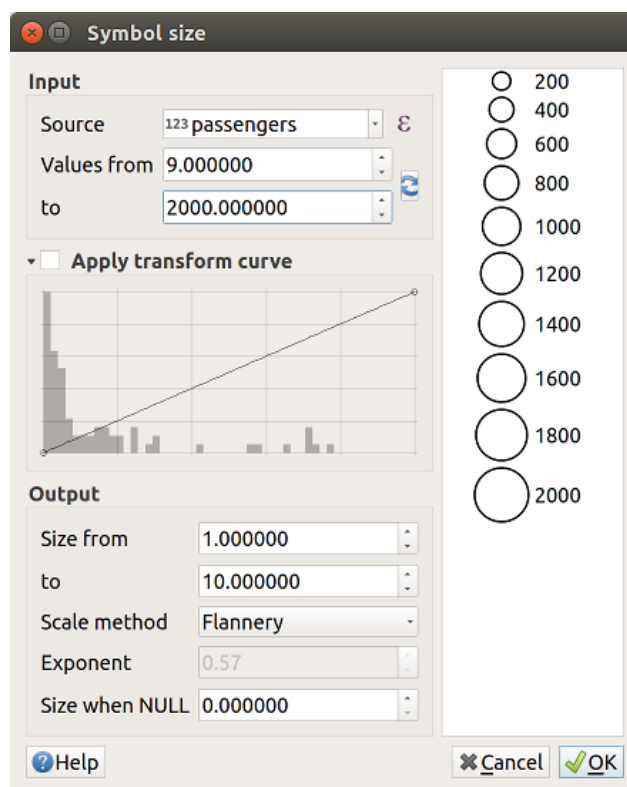 Symbol size
Input
Source 123 passengers ε
Values from 9.000000
to 2000.000000
Apply transform curve
Output
Size from 1.000000
to 10.000000
Scale method Flannery
Exponent 0.57
Size when NULL 0.000000
Help
200
400
600
800
1000
1200
1400
1600
1800
2000
Cancel OK